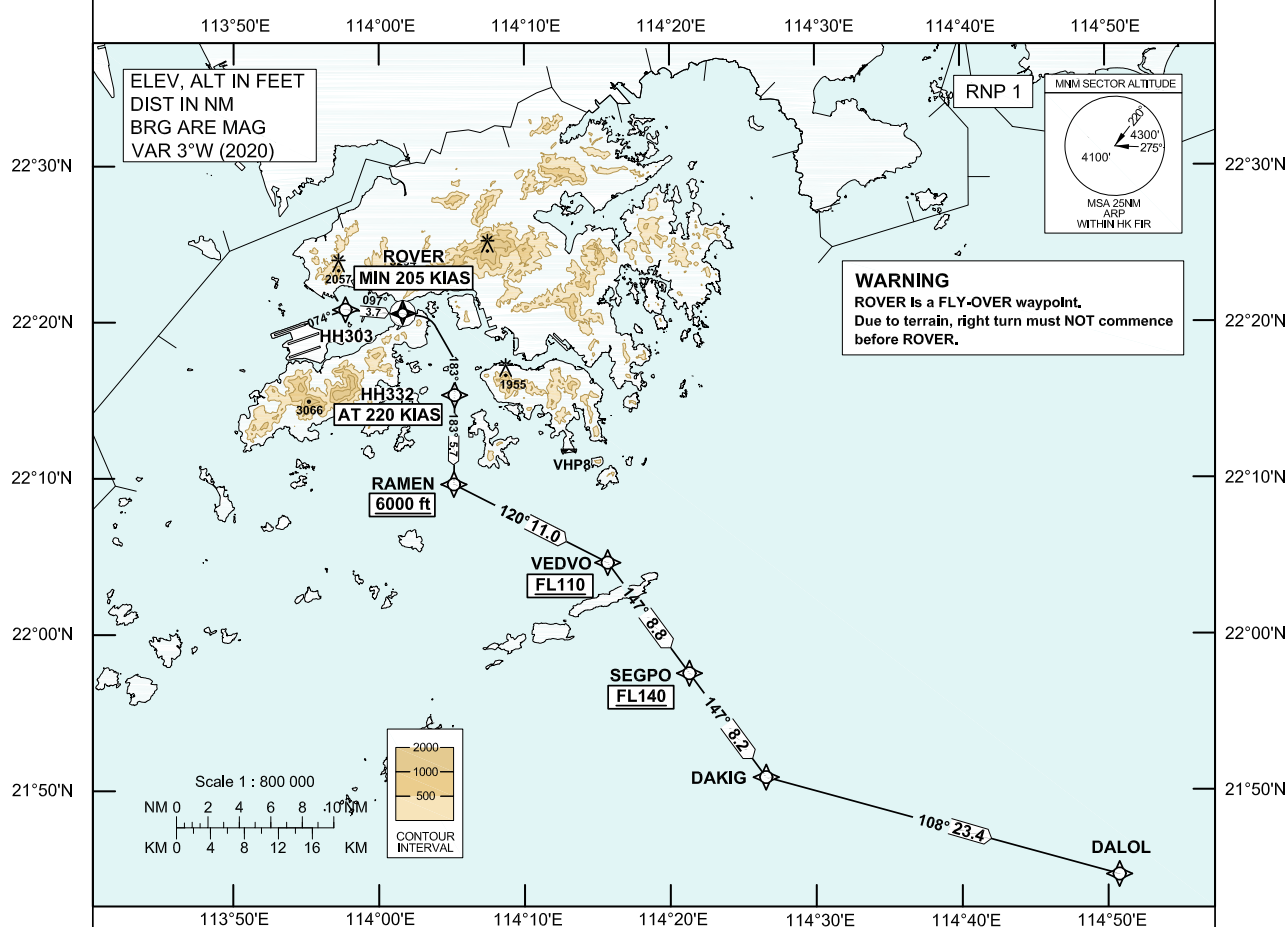 113°50'E
114°00'E
114°10'E
114°20'E
114°30'E
114°40'E
114°50'E
ELEV, ALT IN FEET
DIST IN NM
BRG ARE MAG
VAR 3°W (2020)
RNP 1
MNM SECTOR ALTITUDE
220°
4300'
275°
4100'
MSA 25NM
ARP
WITHIN HK FIR
22°30'N
22°30'N
ROVER
MIN 205 KIAS
2057
WARNING
ROVER is a FLY-OVER waypoint.
Due to terrain, right turn must NOT commence
before ROVER.
097°
3.7
074°
22°20'N
22°20'N
HH303
183°
1955
HH332
AT 220 KIAS
3066
183°
5.7
VHP8
22°10'N
22°10'N
RAMEN
6000 ft
120° 11.0
VEDVO
FL110
147° 8.8
22°00'N
22°00'N
SEGPO
FL140
147° 8.2
DAKIG
21°50'N
21°50'N
108° 23.4
DALOL
Scale 1 : 800 000
NM 0 2 4 6 8 10 NM
KM 0 4 8 12 16 KM
2000
1000
500
CONTOUR
INTERVAL
113°50'E
114°00'E
114°10'E
114°20'E
114°30'E
114°40'E
114°50'E